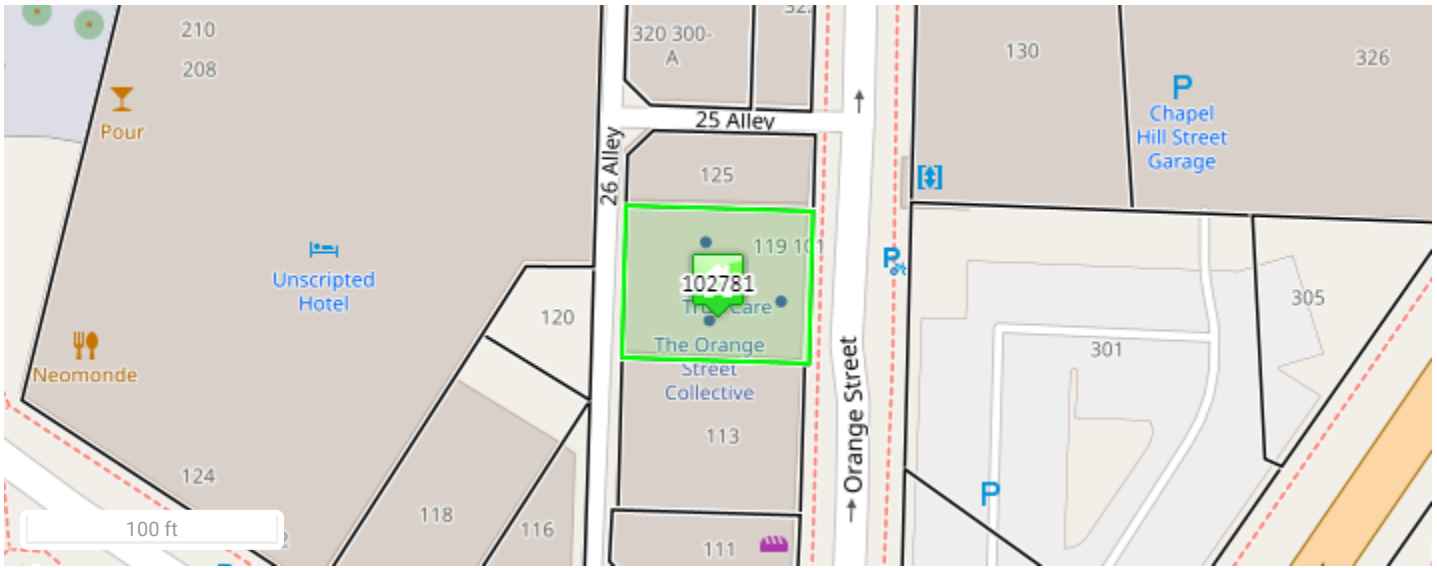 210
208
Pour
320 300-
A
25 Alley
26 Alley
130
326
P
Chapel
Hill Street
Garage
125
119 101
102781
The Orange
Street
Collective
Unscripted
Hotel
120
P
305
301
Neomonde
113
Orange Street
124
118
116
P
111
100 ft